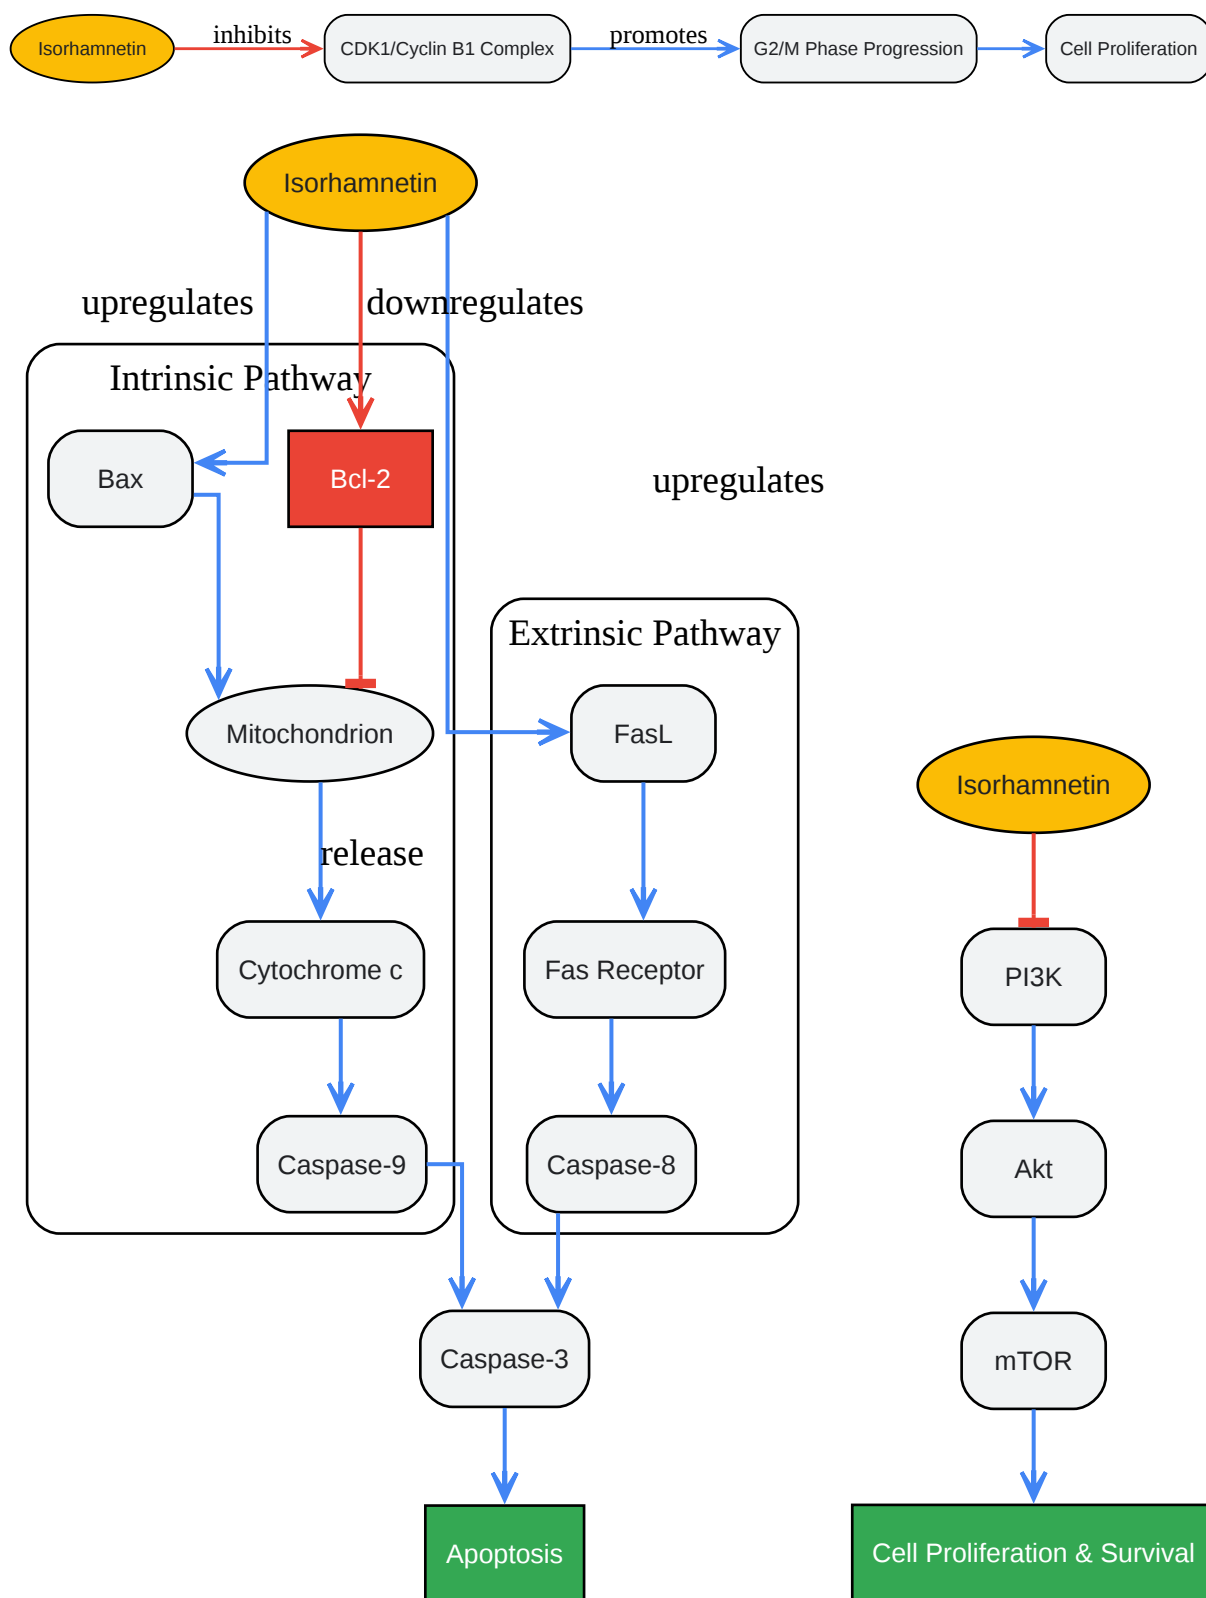 Isorhamnetin
inhibits
CDK1/Cyclin B1 Complex
promotes
G2/M Phase Progression
Cell Proliferation
Isorhamnetin
upregulates
downregulates
Intrinsic Pathway
Bax
Bcl-2
upregulates
Extrinsic Pathway
Mitochondrion
FasL
Isorhamnetin
release
Cytochrome c
Fas Receptor
PI3K
Caspase-9
Caspase-8
Akt
Caspase-3
mTOR
Apoptosis
Cell Proliferation & Survival